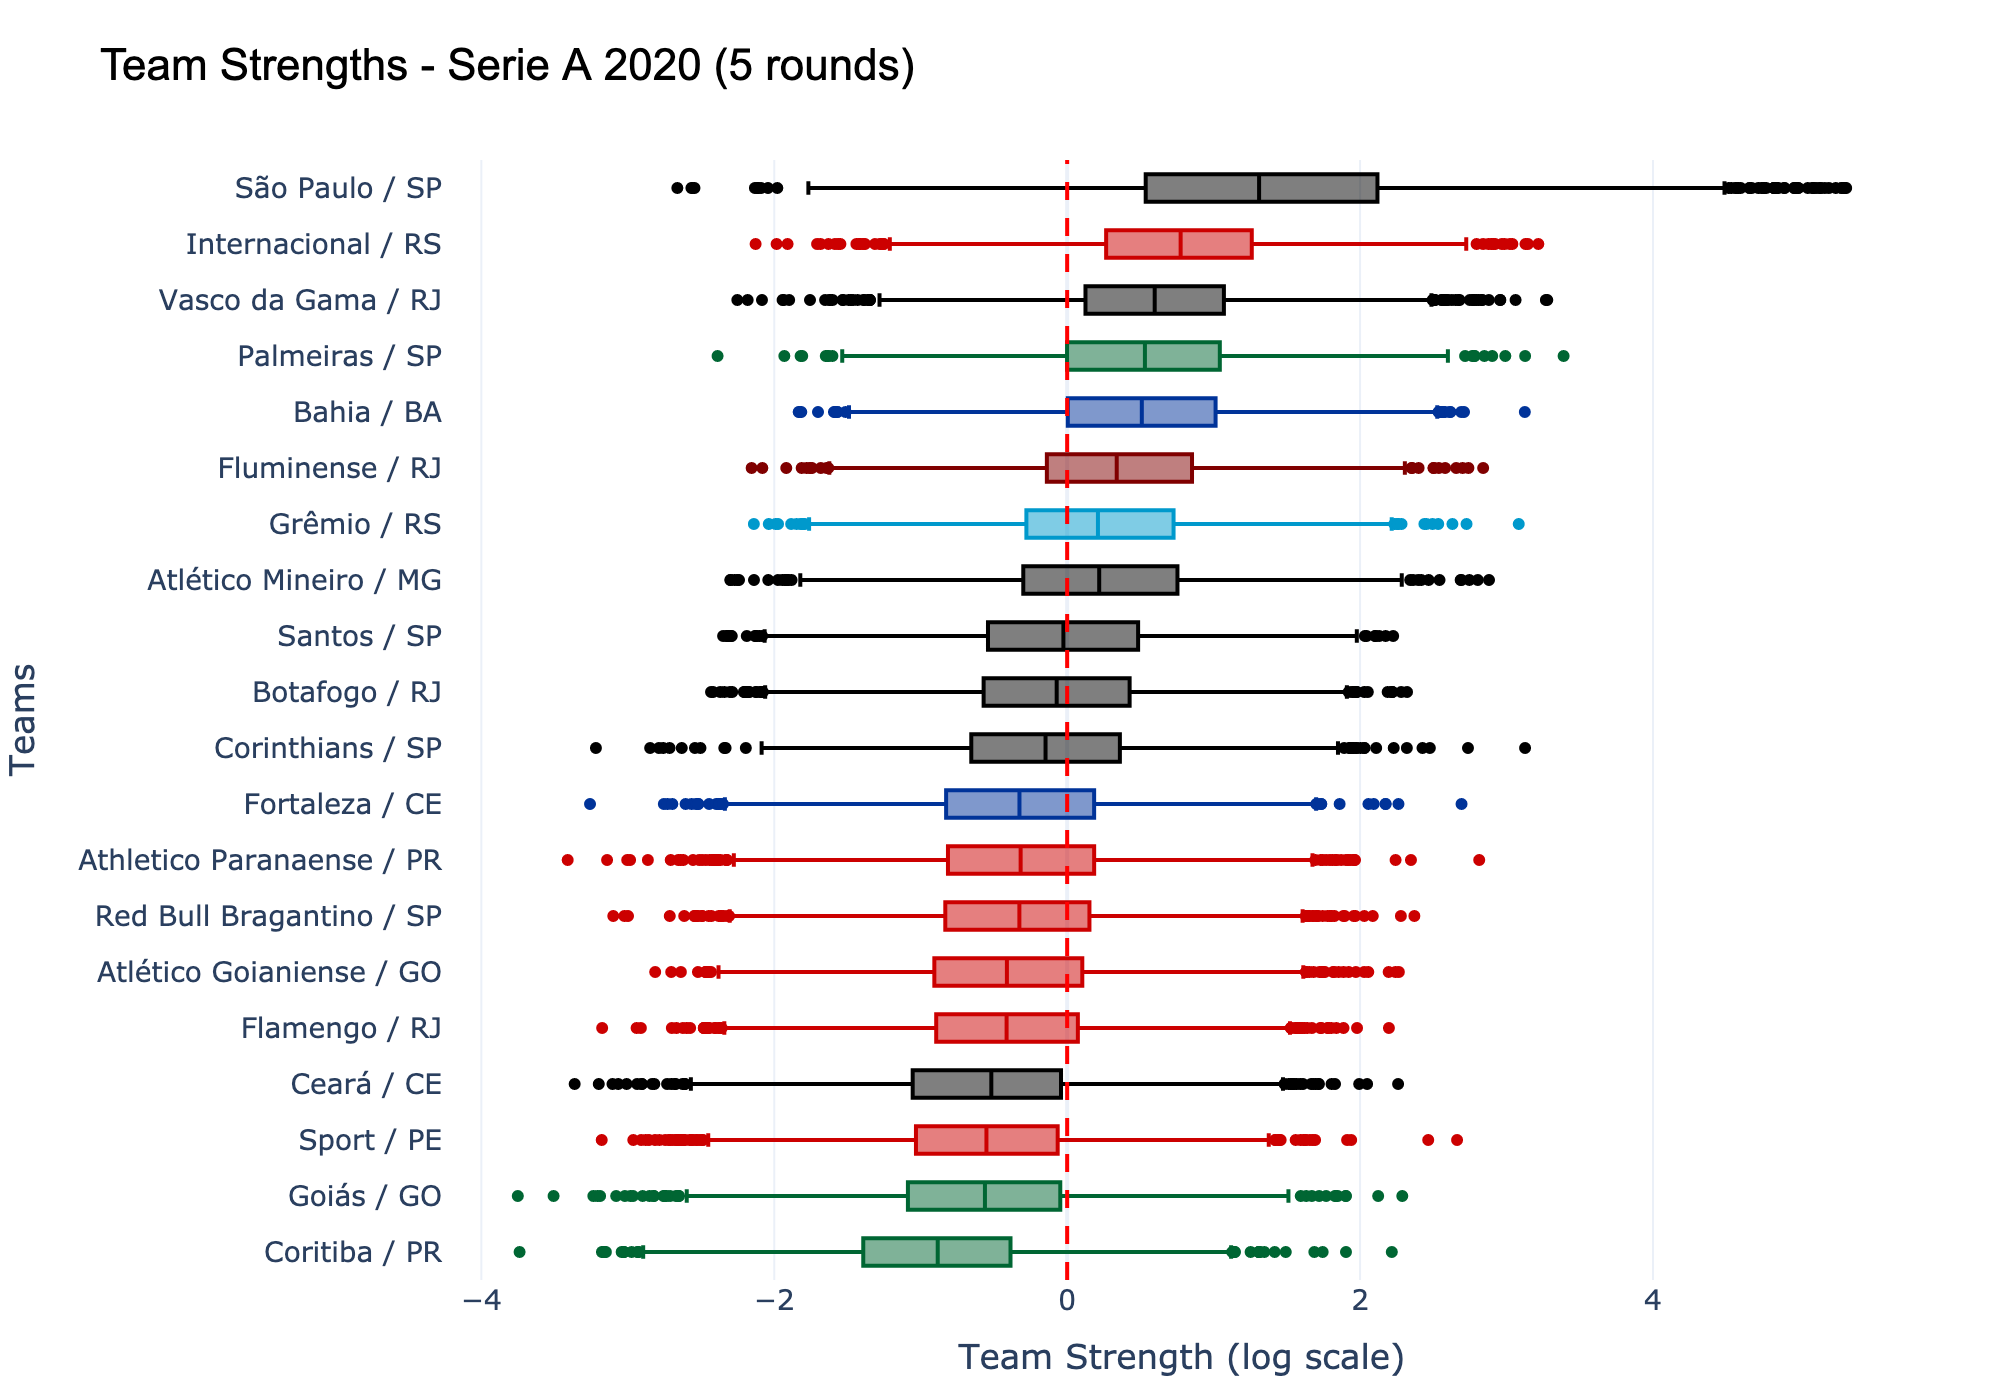 Team Strengths - Serie A 2020 (5 rounds)
São Paulo / SP
Internacional / RS
Vasco da Gama / RJ
Palmeiras / SP
Bahia / BA
Fluminense / RJ
Grêmio / RS
Atlético Mineiro / MG
Santos / SP
Botafogo / RJ
Corinthians / SP
Fortaleza / CE
Athletico Paranaense / PR
Red Bull Bragantino / SP
Atlético Goianiense / GO
Flamengo / RJ
Ceará / CE
Sport / PE
Goiás / GO
Coritiba / PR
Teams
−4 −2 0 2 4
Team Strength (log scale)